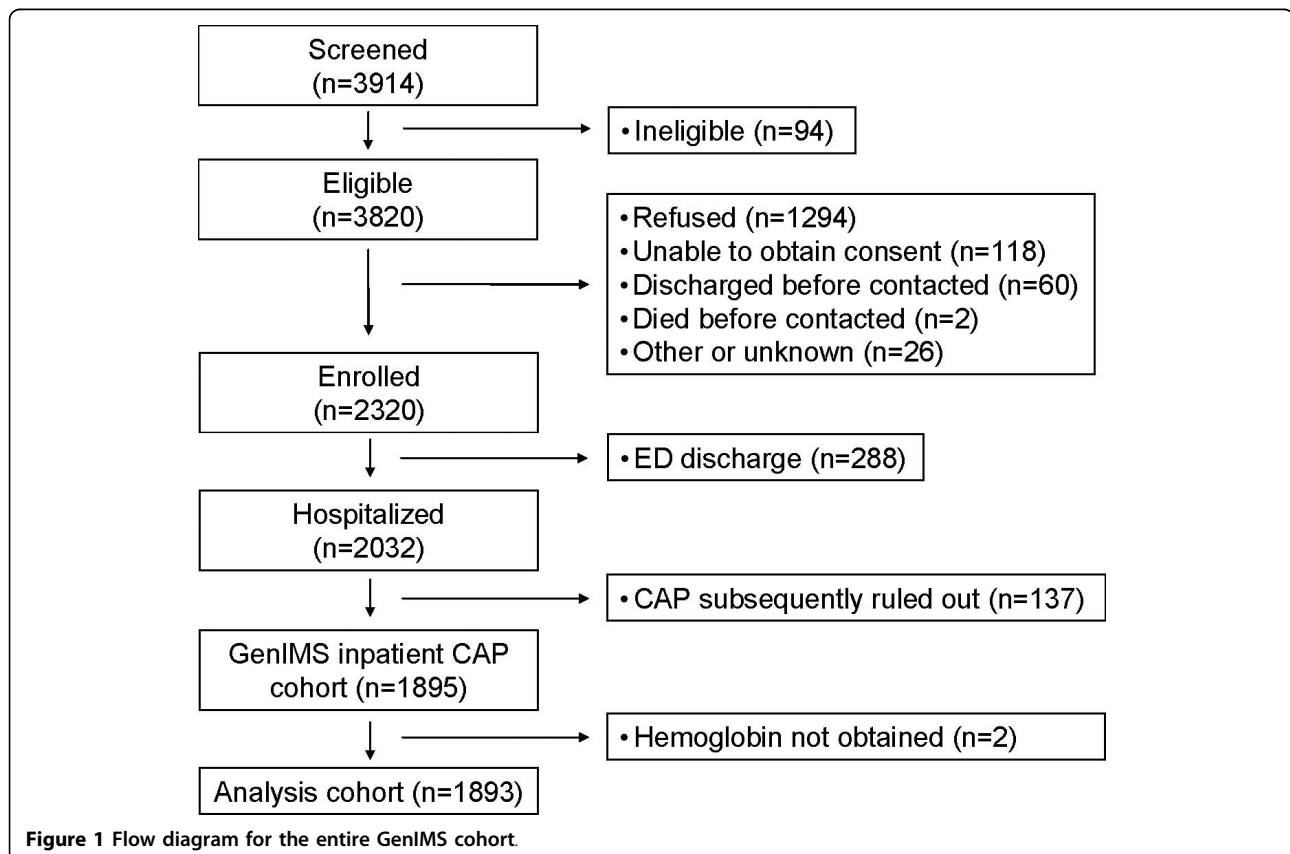 Screened
(n=3914)
• Ineligible (n=94)
Eligible
(n=3820)
• Refused (n=1294)
• Unable to obtain consent (n=118)
• Discharged before contacted (n=60)
• Died before contacted (n=2)
• Other or unknown (n=26)
Enrolled
(n=2320)
• ED discharge (n=288)
Hospitalized
(n=2032)
• CAP subsequently ruled out (n=137)
GenIMS inpatient CAP
cohort (n=1895)
• Hemoglobin not obtained (n=2)
Analysis cohort (n=1893)
Figure 1 Flow diagram for the entire GenIMS cohort.